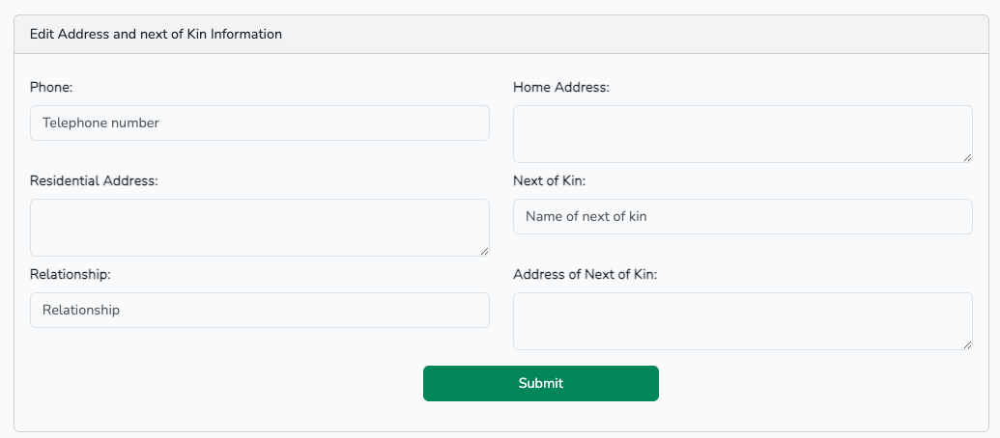 Edit Address and next of Kin Information
Phone:
Home Address:
Telephone number
Residential Address:
Next of Kin:
Name of next of kin
Relationship:
Address of Next of Kin:
Relationship
Submit